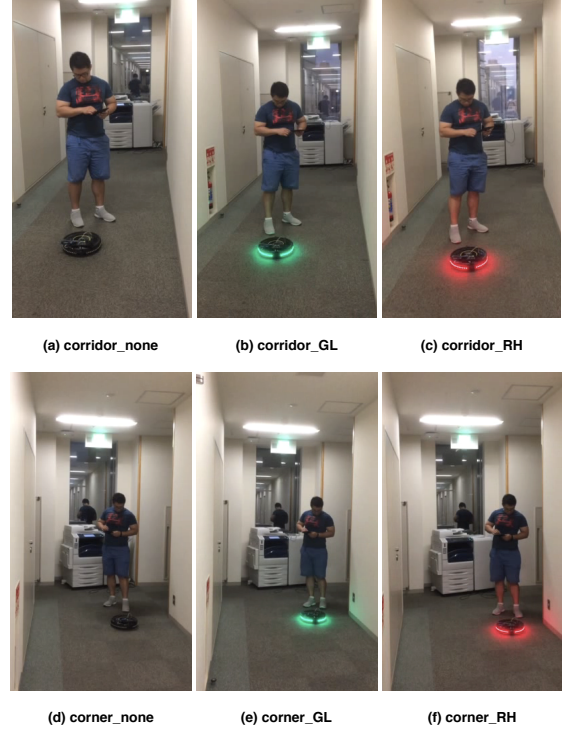 (a) corridor_none
(b) corridor_GL
(c) corridor_RH
(d) corner_none
(e) corner_GL
(f) corner_RH